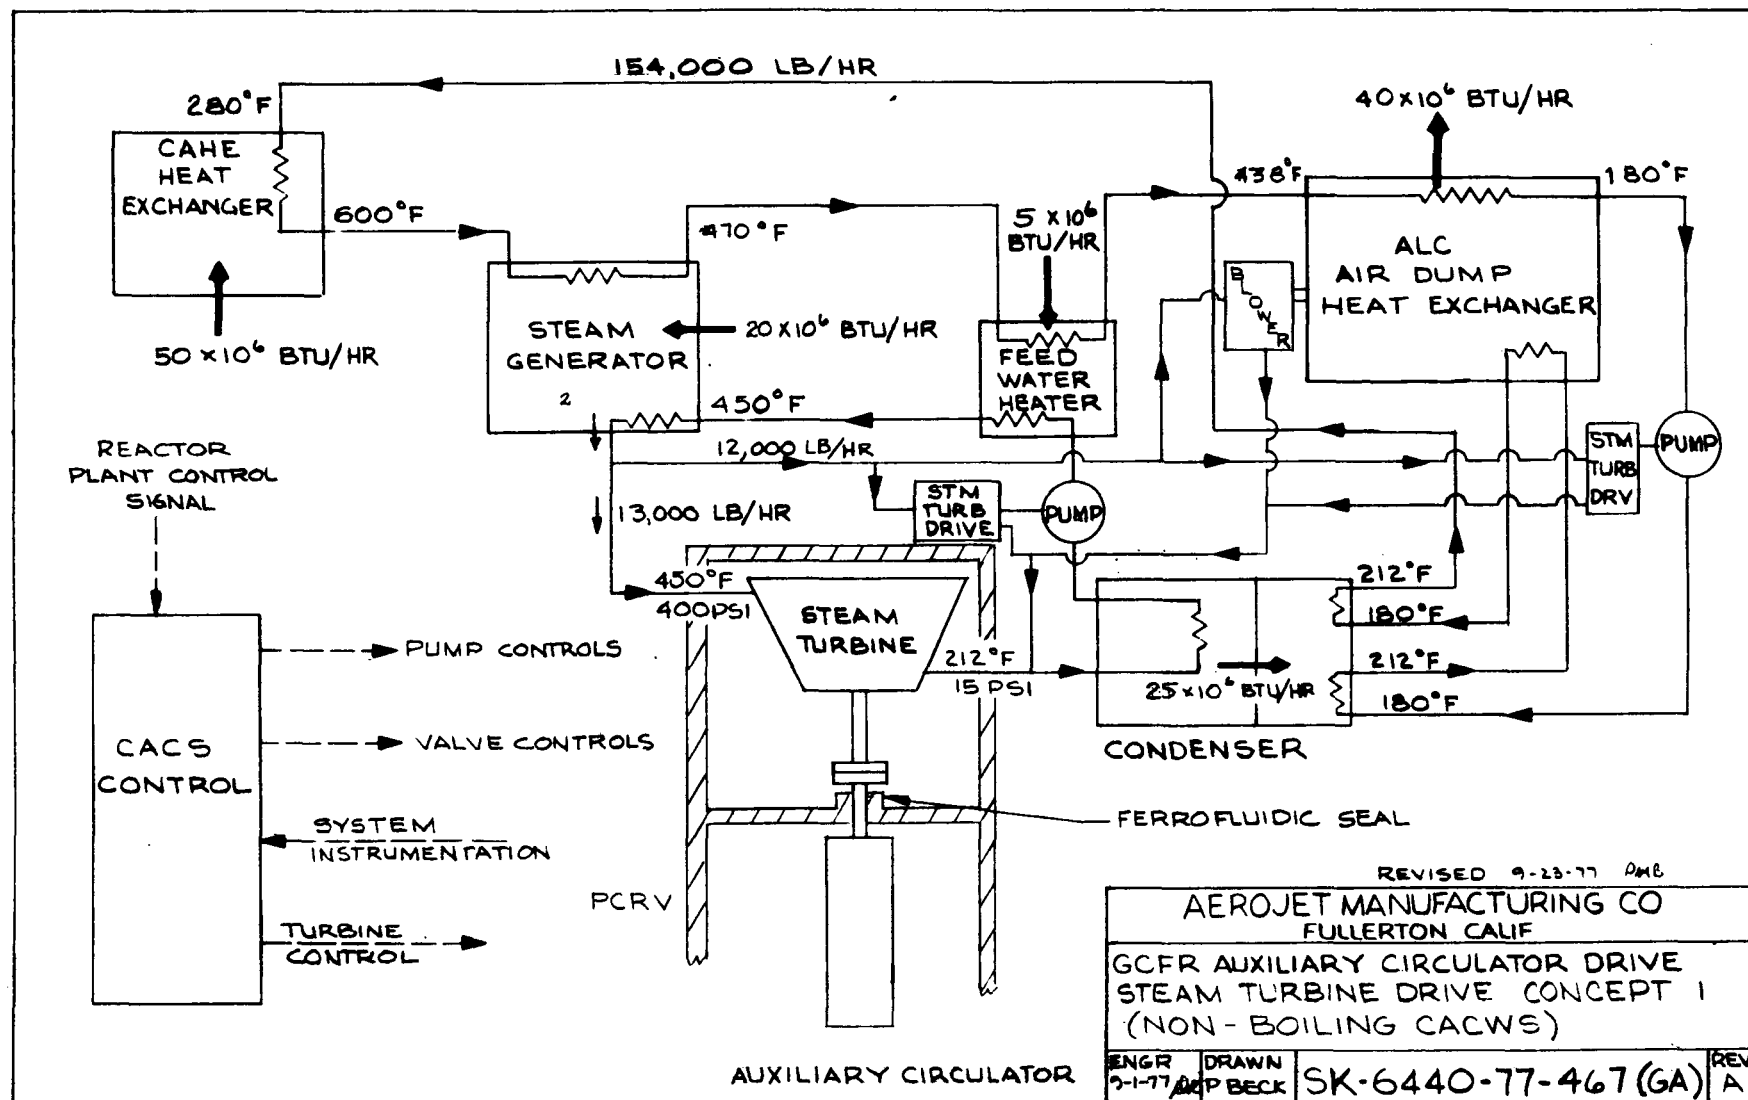 154,000 LB/HR
280°F
CAHE
HEAT
EXCHANGER
600°F
50 x 10⁶ BTU/HR
470°F
STEAM
GENERATOR
2
20 x 10⁶ BTU/HR
450°F
5 x 10⁶
BTU/HR
FEED
WATER
HEATER
438°F
40 x 10⁶ BTU/HR
180°F
ALC
AIR DUMP
HEAT EXCHANGER
BLOWER
12,000 LB/HR
13,000 LB/HR
STM
TURB
DRIVE
PUMP
STM
TURB
DRV
PUMP
REACTOR
PLANT CONTROL
SIGNAL
450°F
400 PSI
STEAM
TURBINE
212°F
15 PSI
25 x 10⁶ BTU/HR
212°F
180°F
212°F
180°F
CONDENSER
CACS
CONTROL
PUMP CONTROLS
VALVE CONTROLS
SYSTEM
INSTRUMENTATION
TURBINE
CONTROL
PCRV
FERROFLUIDIC SEAL
AUXILIARY CIRCULATOR
REVISED 9-23-77
AEROJET MANUFACTURING CO
FULLERTON CALIF
GCFR AUXILIARY CIRCULATOR DRIVE
STEAM TURBINE DRIVE CONCEPT 1
(NON-BOILING CACWS)
ENGR
9-1-77
DRAWN
P BECK
SK-6440-77-467 (GA)
REV
A